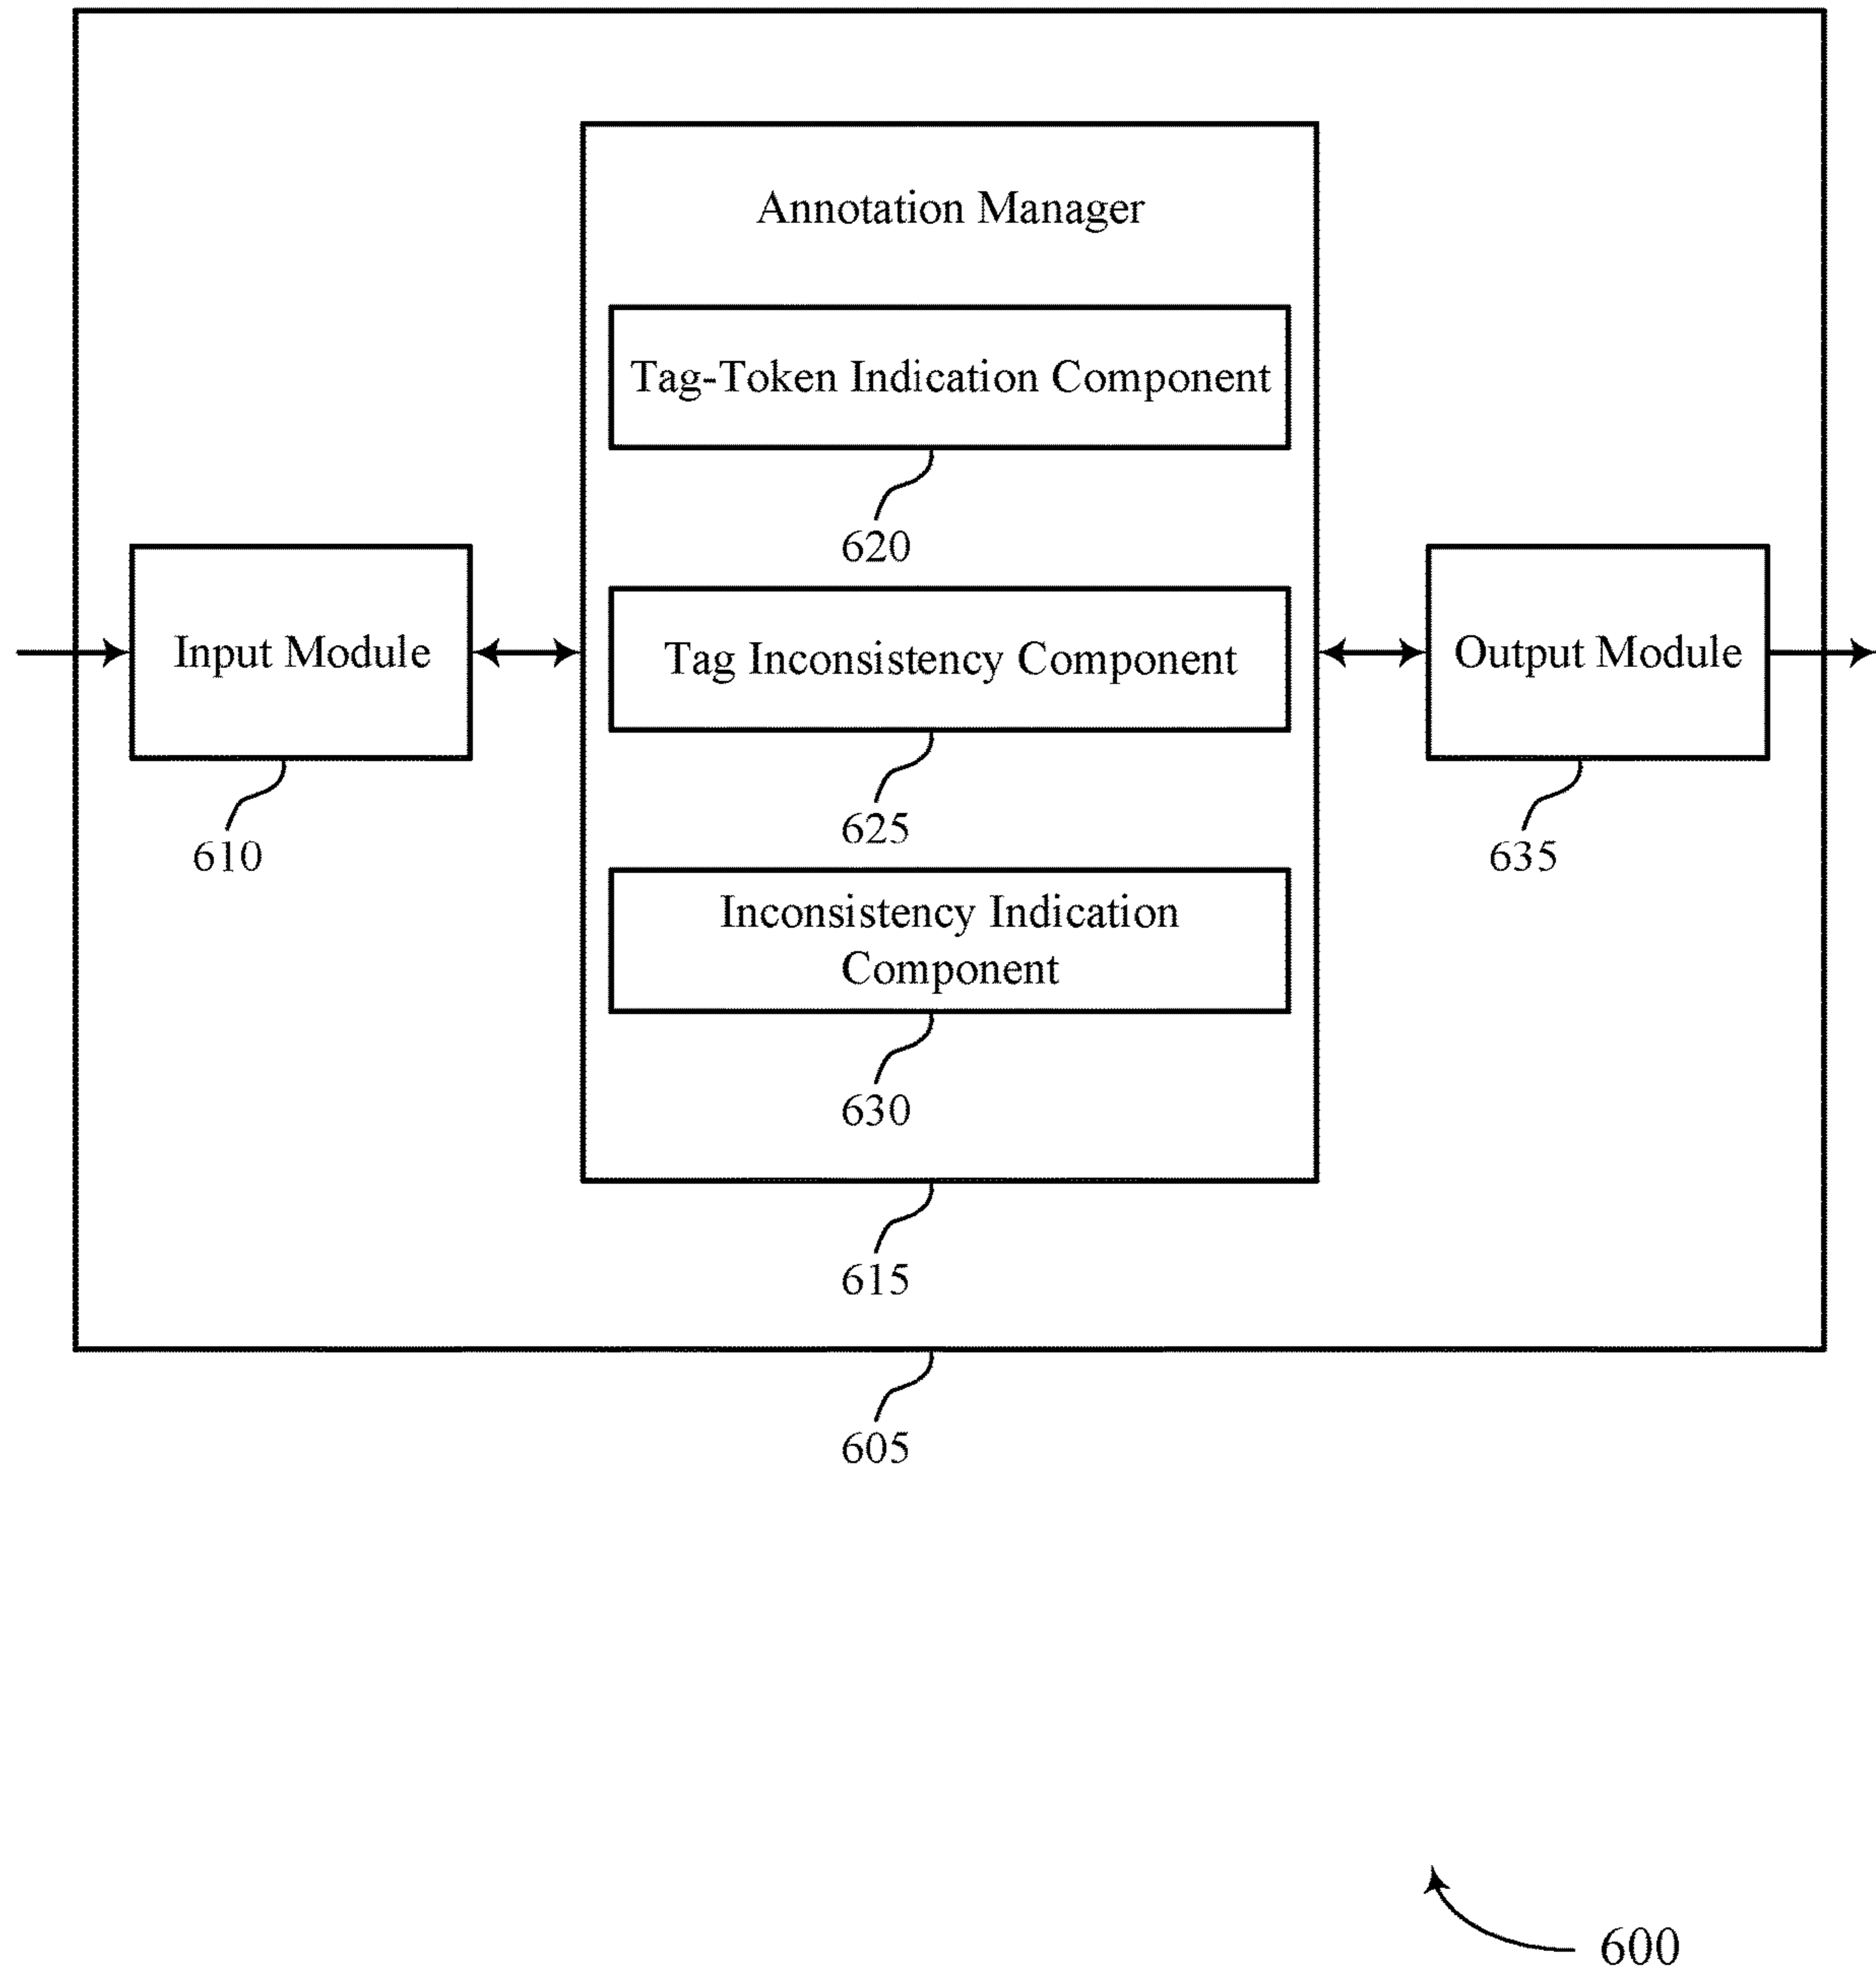 Annotation Manager
Tag-Token Indication Component
620
Input Module
610
Tag Inconsistency Component
625
Output Module
635
Inconsistency Indication
Component
630
615
605
600